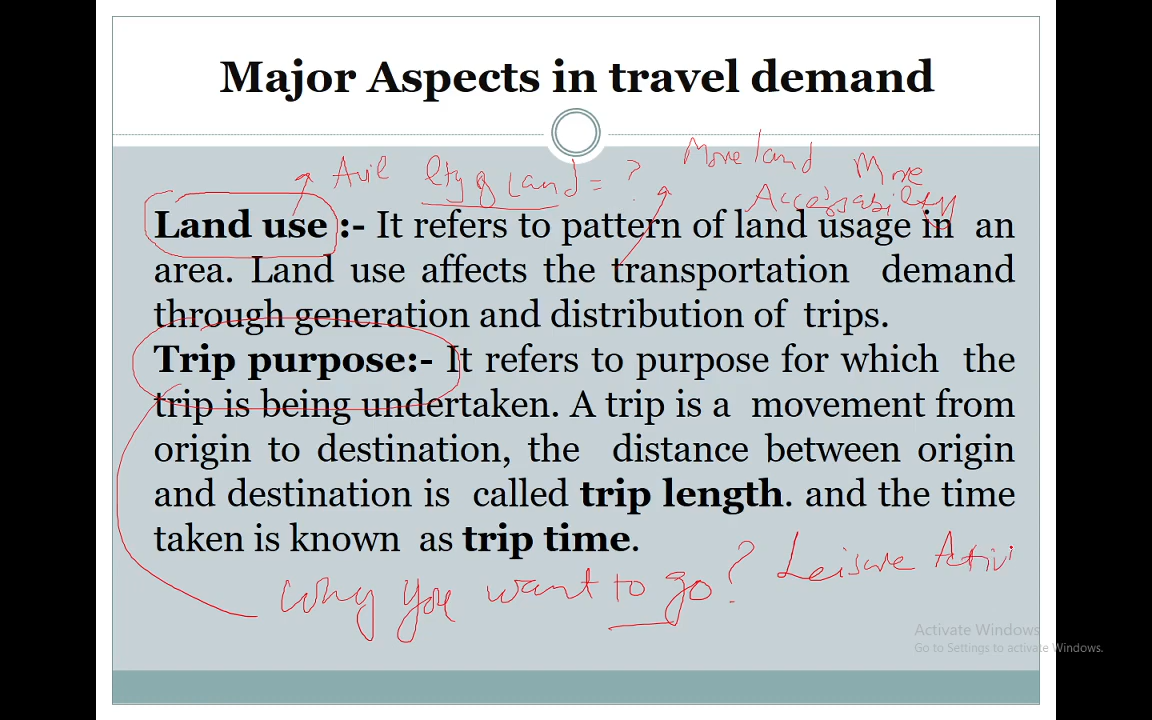 Major Aspects in travel demand
More land More
Avil lity of Land = ?
Accessability
Land use :- It refers to pattern of land usage in an
area. Land use affects the transportation demand
through generation and distribution of trips.
Trip purpose:- It refers to purpose for which the
trip is being undertaken. A trip is a movement from
origin to destination, the distance between origin
and destination is called trip length. and the time
taken is known as trip time.
Why you want to go? Leisure Activi
Activate Windows
Go to Settings to activate Windows.